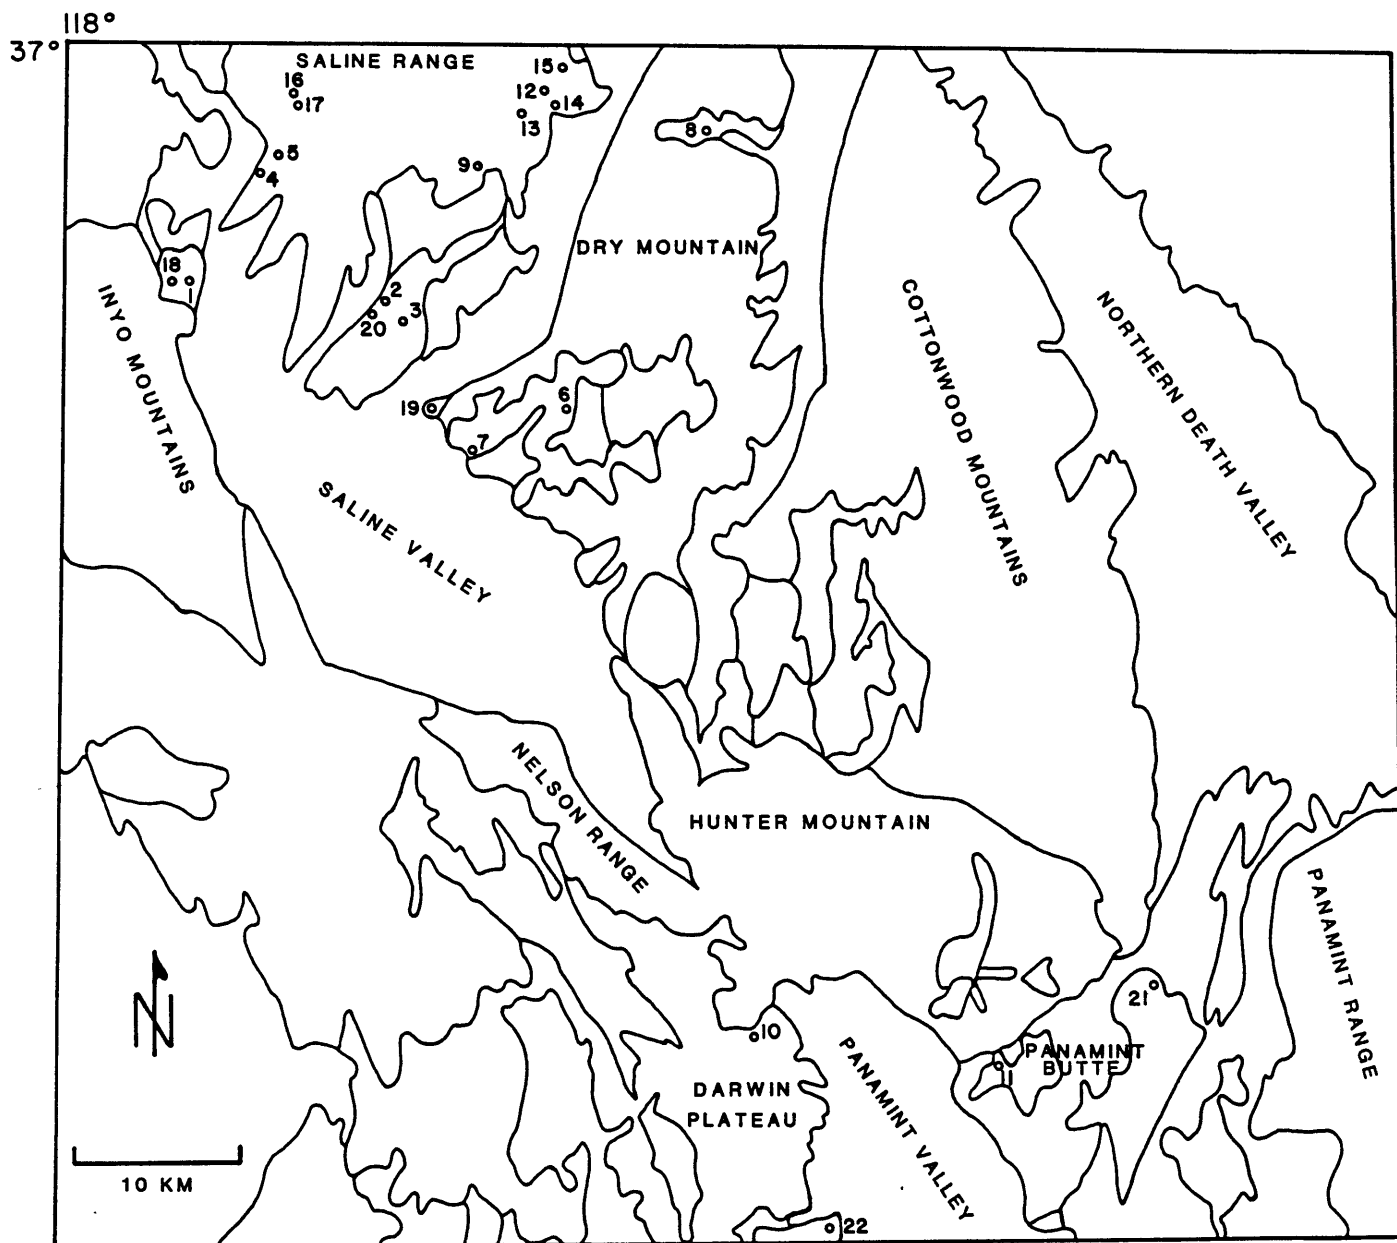 118°
37°
SALINE RANGE
15
16
12
17
14
13
8
5
9
4
DRY MOUNTAIN
18
1
2
3
20
INYO MOUNTAINS
COTTONWOOD MOUNTAINS
NORTHERN DEATH VALLEY
19
6
7
SALINE VALLEY
NELSON RANGE
HUNTER MOUNTAIN
PANAMINT RANGE
N
21
10
PANAMINT
BUTTE
11
DARWIN
PLATEAU
PANAMINT VALLEY
10 KM
22